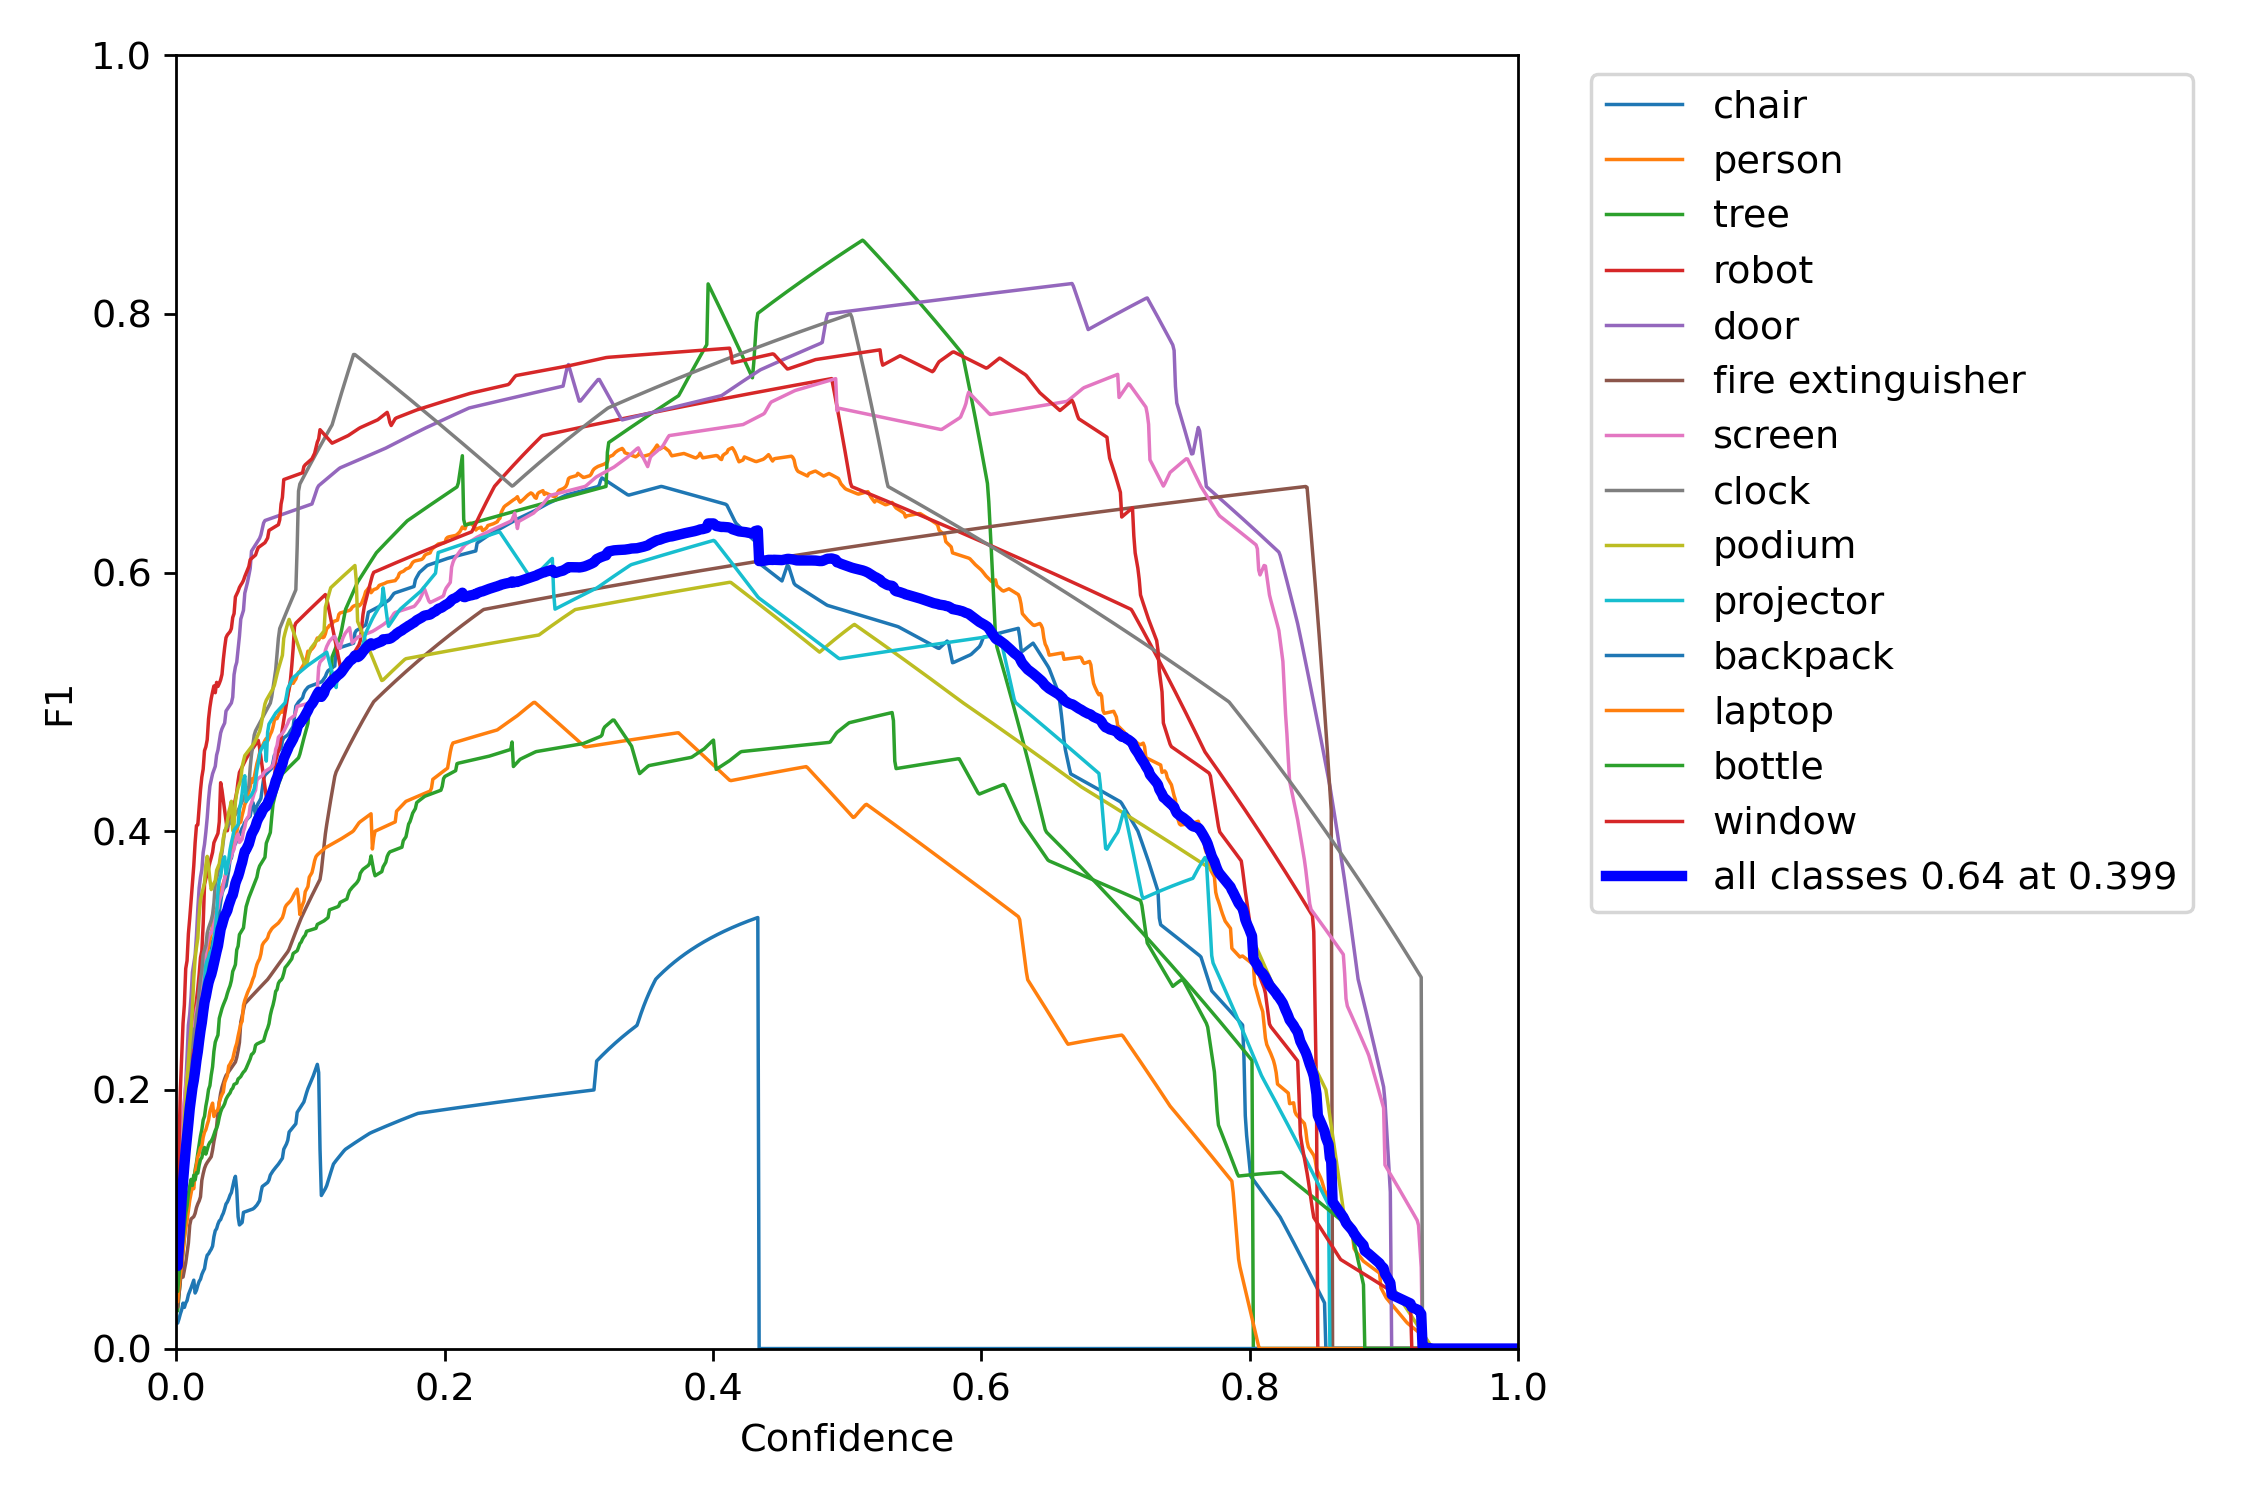 1.0
0.8
0.6
0.4
0.2
0.0
F1
0.0 0.2 0.4 0.6 0.8 1.0
Confidence
chair
person
tree
robot
door
fire extinguisher
screen
clock
podium
projector
backpack
laptop
bottle
window
all classes 0.64 at 0.399